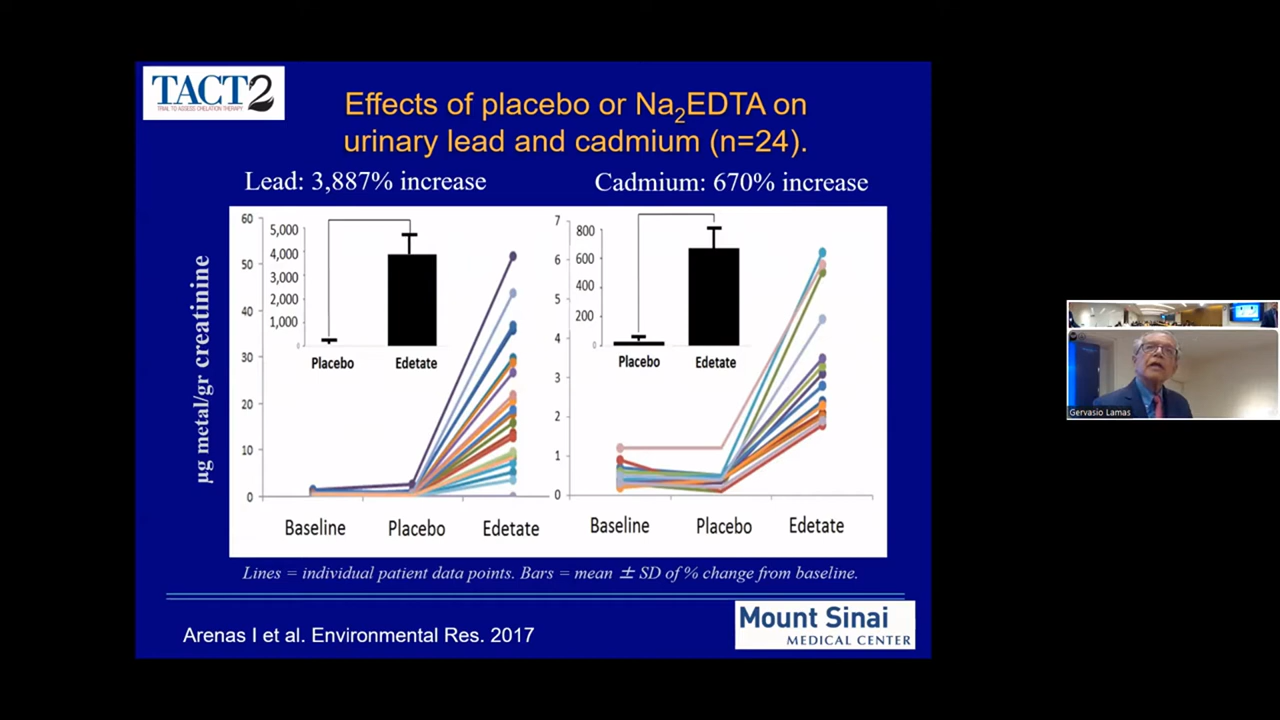 TACT2
TRIAL TO ASSESS CHELATION THERAPY
Effects of placebo or Na₂EDTA on
urinary lead and cadmium (n=24).
Lead: 3,887% increase
Cadmium: 670% increase
µg metal/gr creatinine
60
50
40
30
20
10
0
5,000
4,000
3,000
2,000
1,000
0
Placebo
Edetate
Baseline
Placebo
Edetate
7
6
5
4
3
2
1
0
800
600
400
200
0
Placebo
Edetate
Baseline
Placebo
Edetate
Lines = individual patient data points. Bars = mean ± SD of % change from baseline.
Arenas I et al. Environmental Res. 2017
Mount Sinai
MEDICAL CENTER
Gervasio Lamas